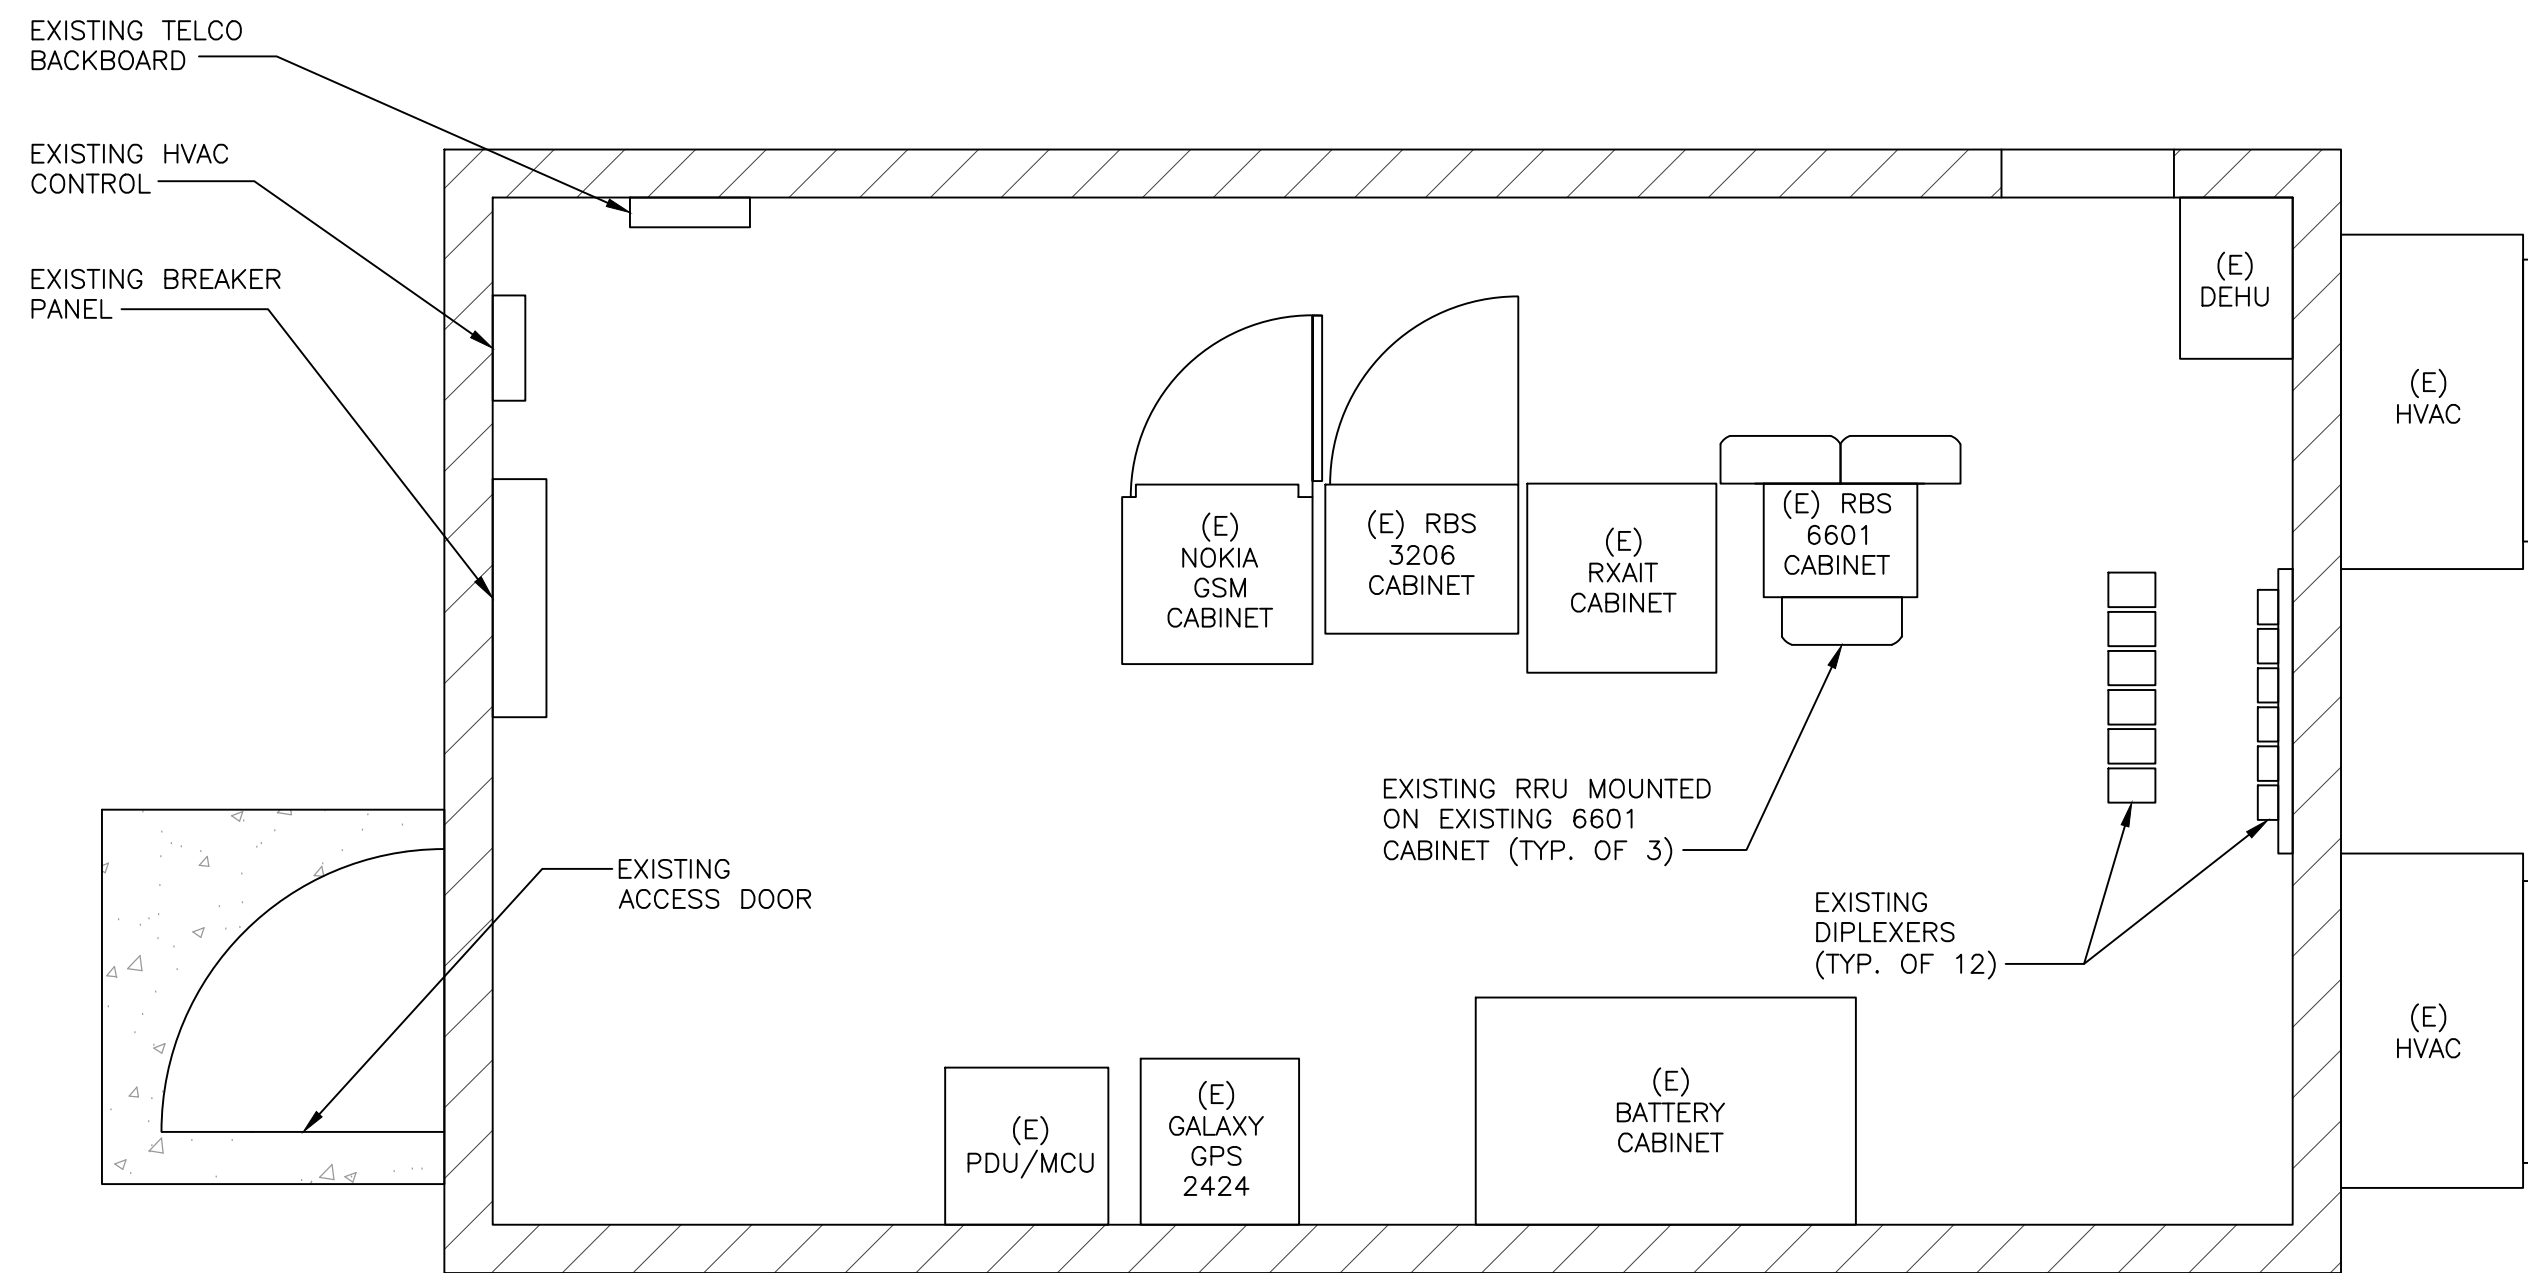 EXISTING TELCO
BACKBOARD
EXISTING HVAC
CONTROL
EXISTING BREAKER
PANEL
(E)
DEHU
(E)
HVAC
(E)
NOKIA
GSM
CABINET
(E) RBS
3206
CABINET
(E)
RXAIT
CABINET
(E) RBS
6601
CABINET
EXISTING RRU MOUNTED
ON EXISTING 6601
CABINET (TYP. OF 3)
EXISTING
ACCESS DOOR
EXISTING
DIPLEXERS
(TYP. OF 12)
(E)
PDU/MCU
(E)
GALAXY
GPS
2424
(E)
BATTERY
CABINET
(E)
HVAC